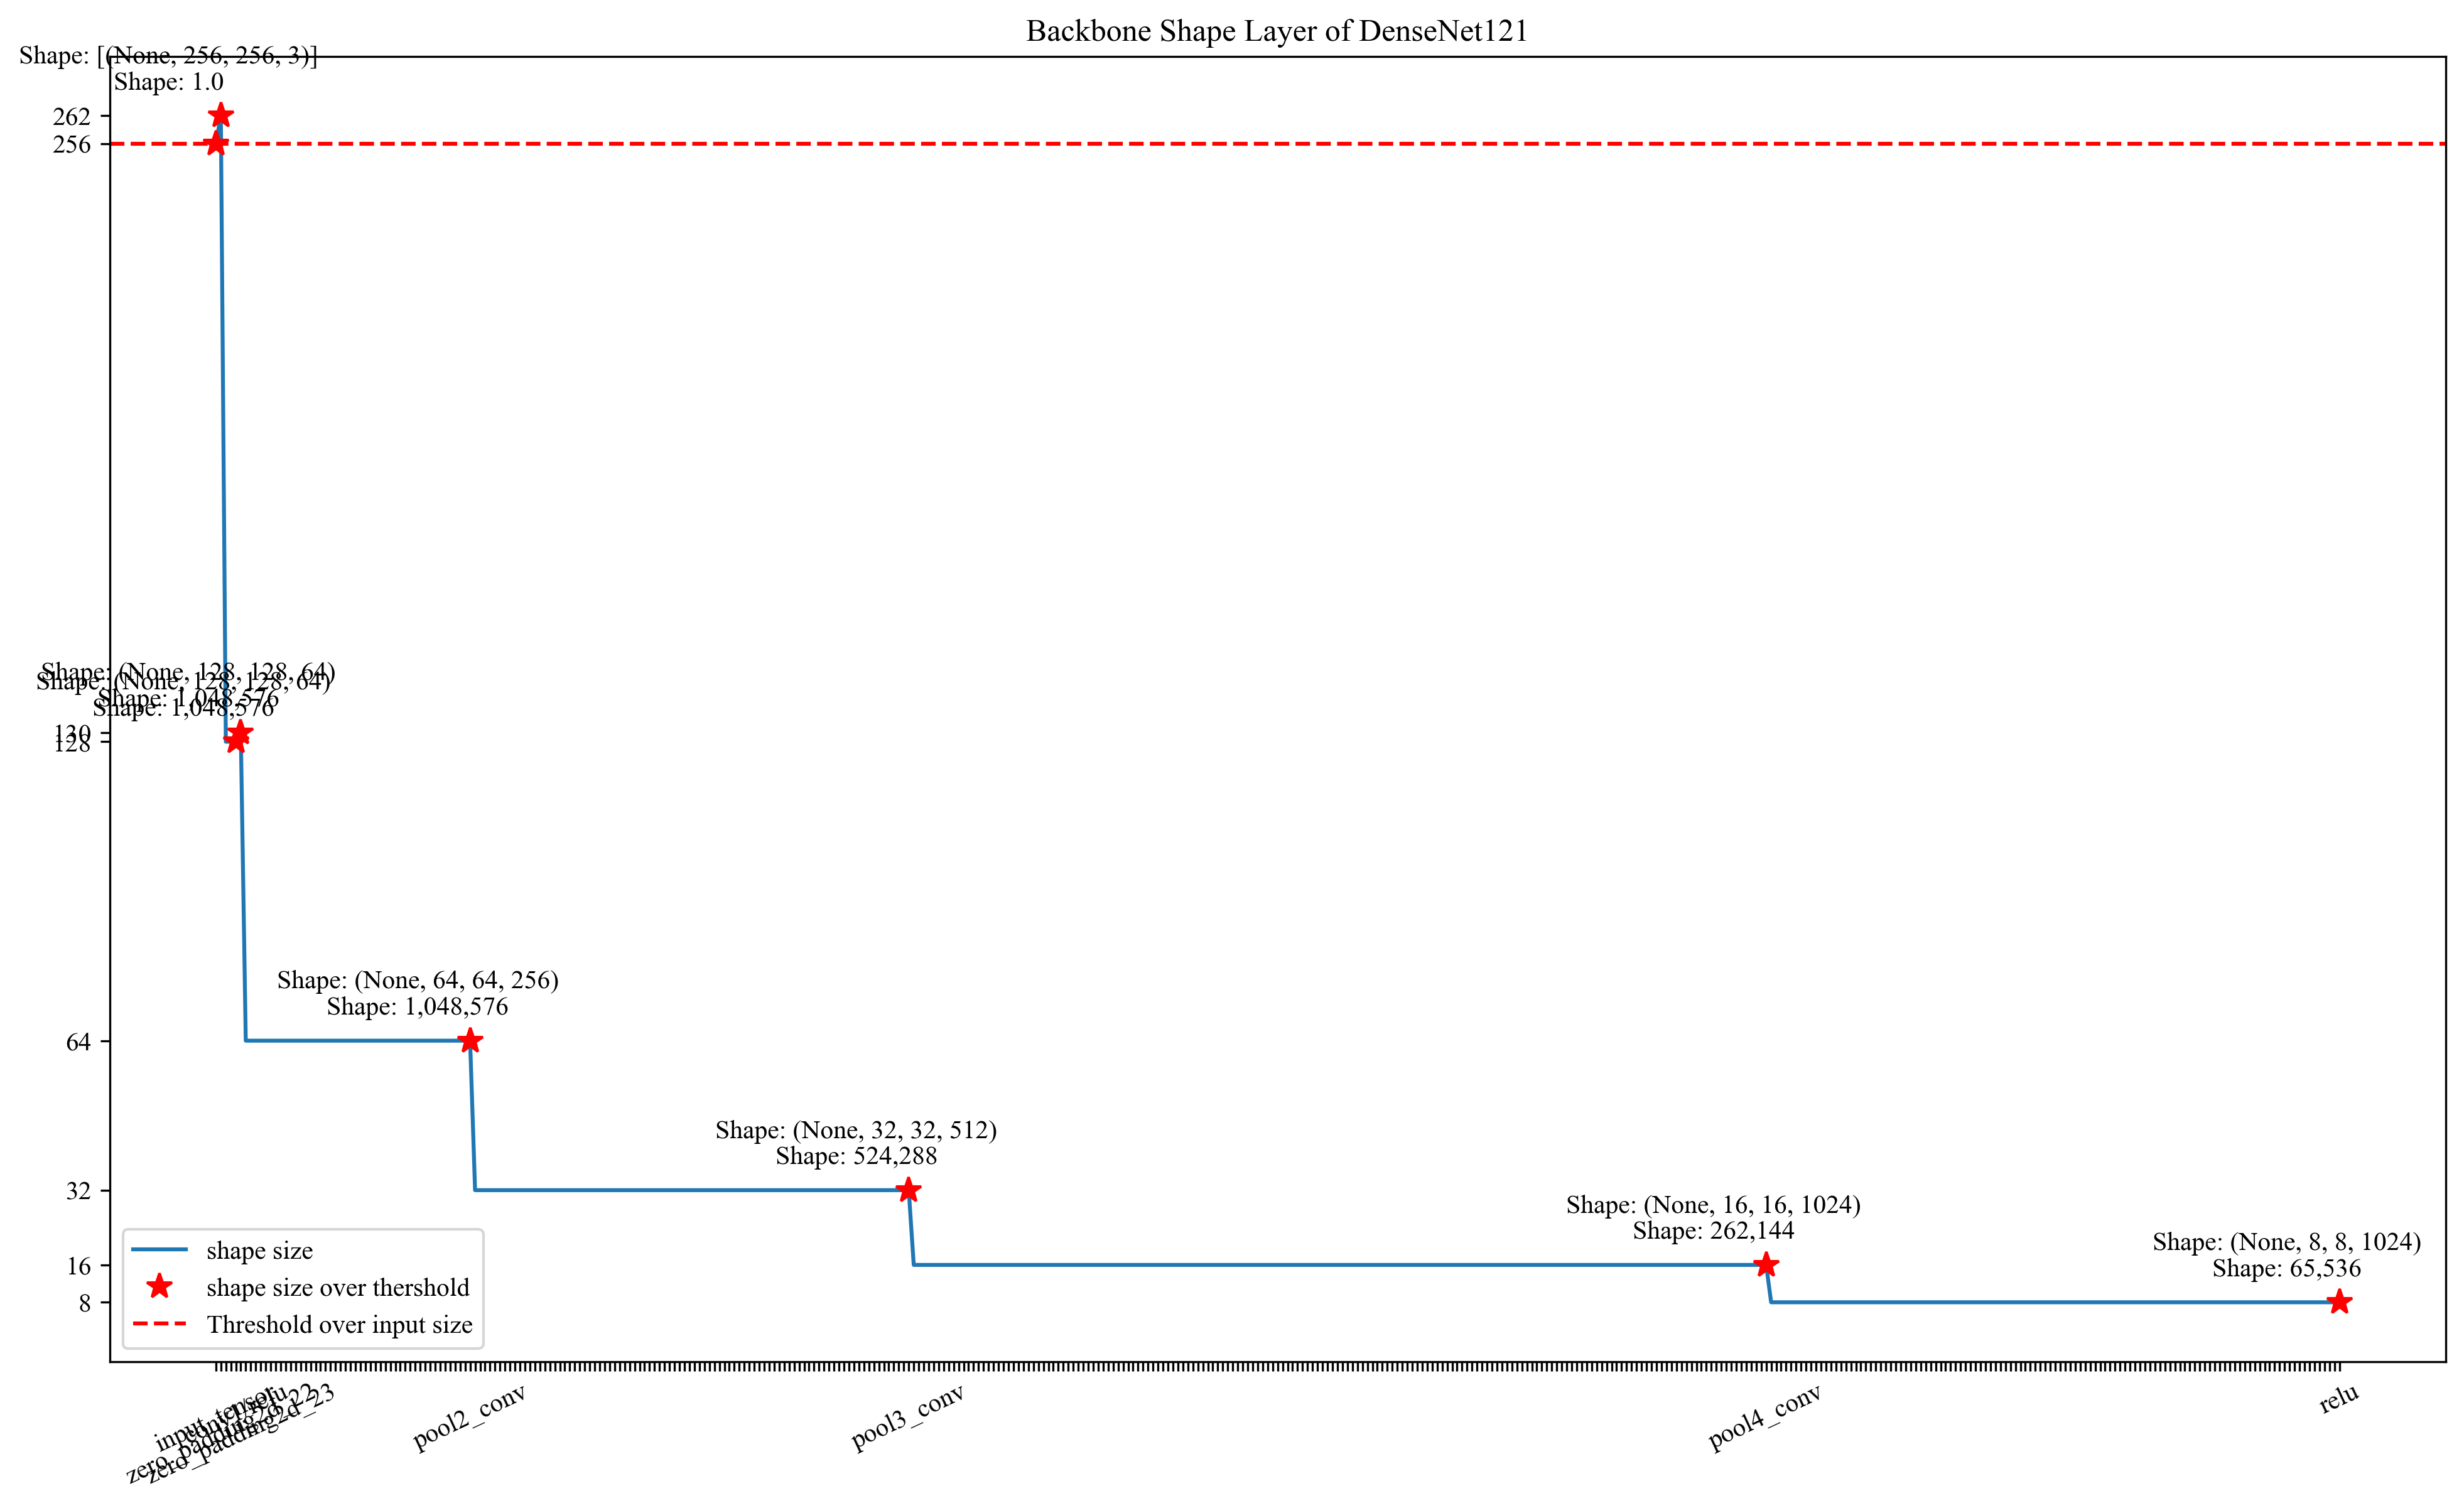 Backbone Shape Layer of DenseNet121
Shape: [(None, 256, 256, 3)]
Shape: 1.0
262
256
Shape: (None, 128, 128, 64)
Shape: (None, 128, 128, 64)
Shape: 1,048,576
Shape: 1,048,576
130
128
Shape: (None, 64, 64, 256)
Shape: 1,048,576
64
Shape: (None, 32, 32, 512)
Shape: 524,288
32
Shape: (None, 16, 16, 1024)
Shape: 262,144
Shape: (None, 8, 8, 1024)
Shape: 65,536
16
8
shape size
shape size over thershold
Threshold over input size
input_tensor
zero_padding2d_22
zero_padding2d_23
pool2_conv
pool3_conv
pool4_conv
relu